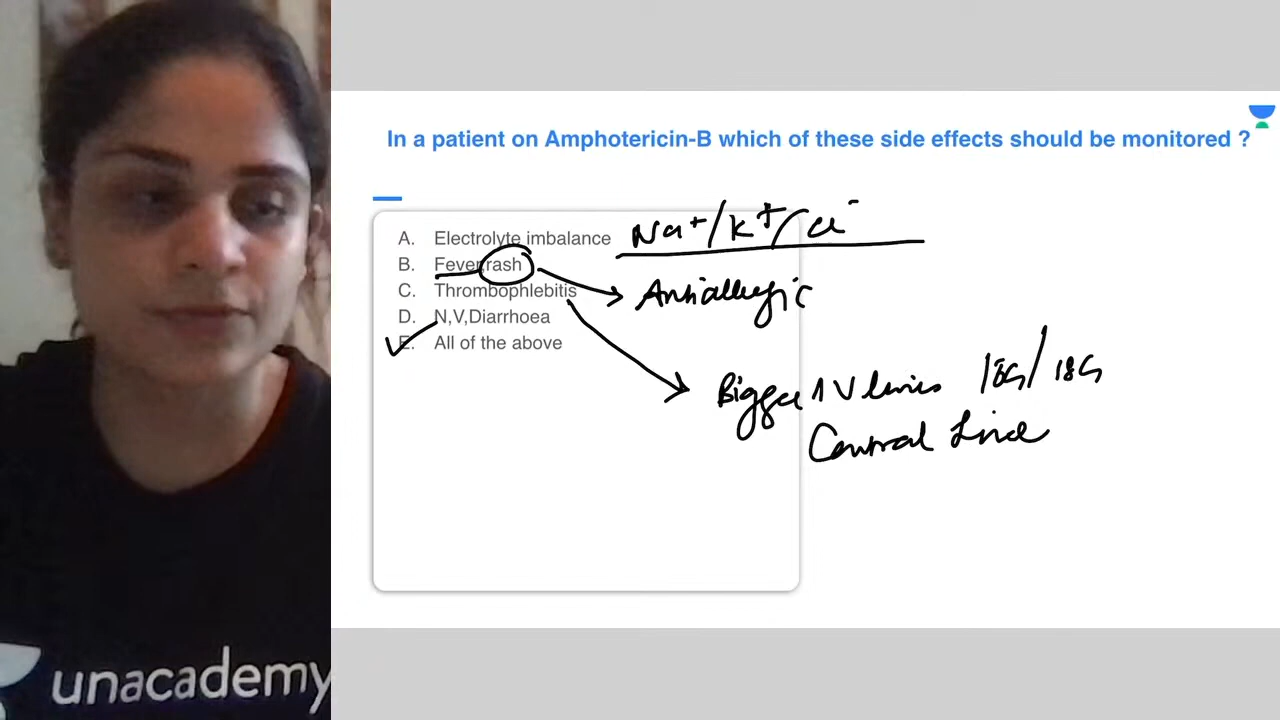 In a patient on Amphotericin-B which of these side effects should be monitored ?
A. Electrolyte imbalance Na+/K+/Cl-
B. Fever,rash
Antiallergic
C. Thrombophlebitis
D. N,V,Diarrhoea
E. All of the above
Bigger IV lines 16G/18G
Central Line
unacademy